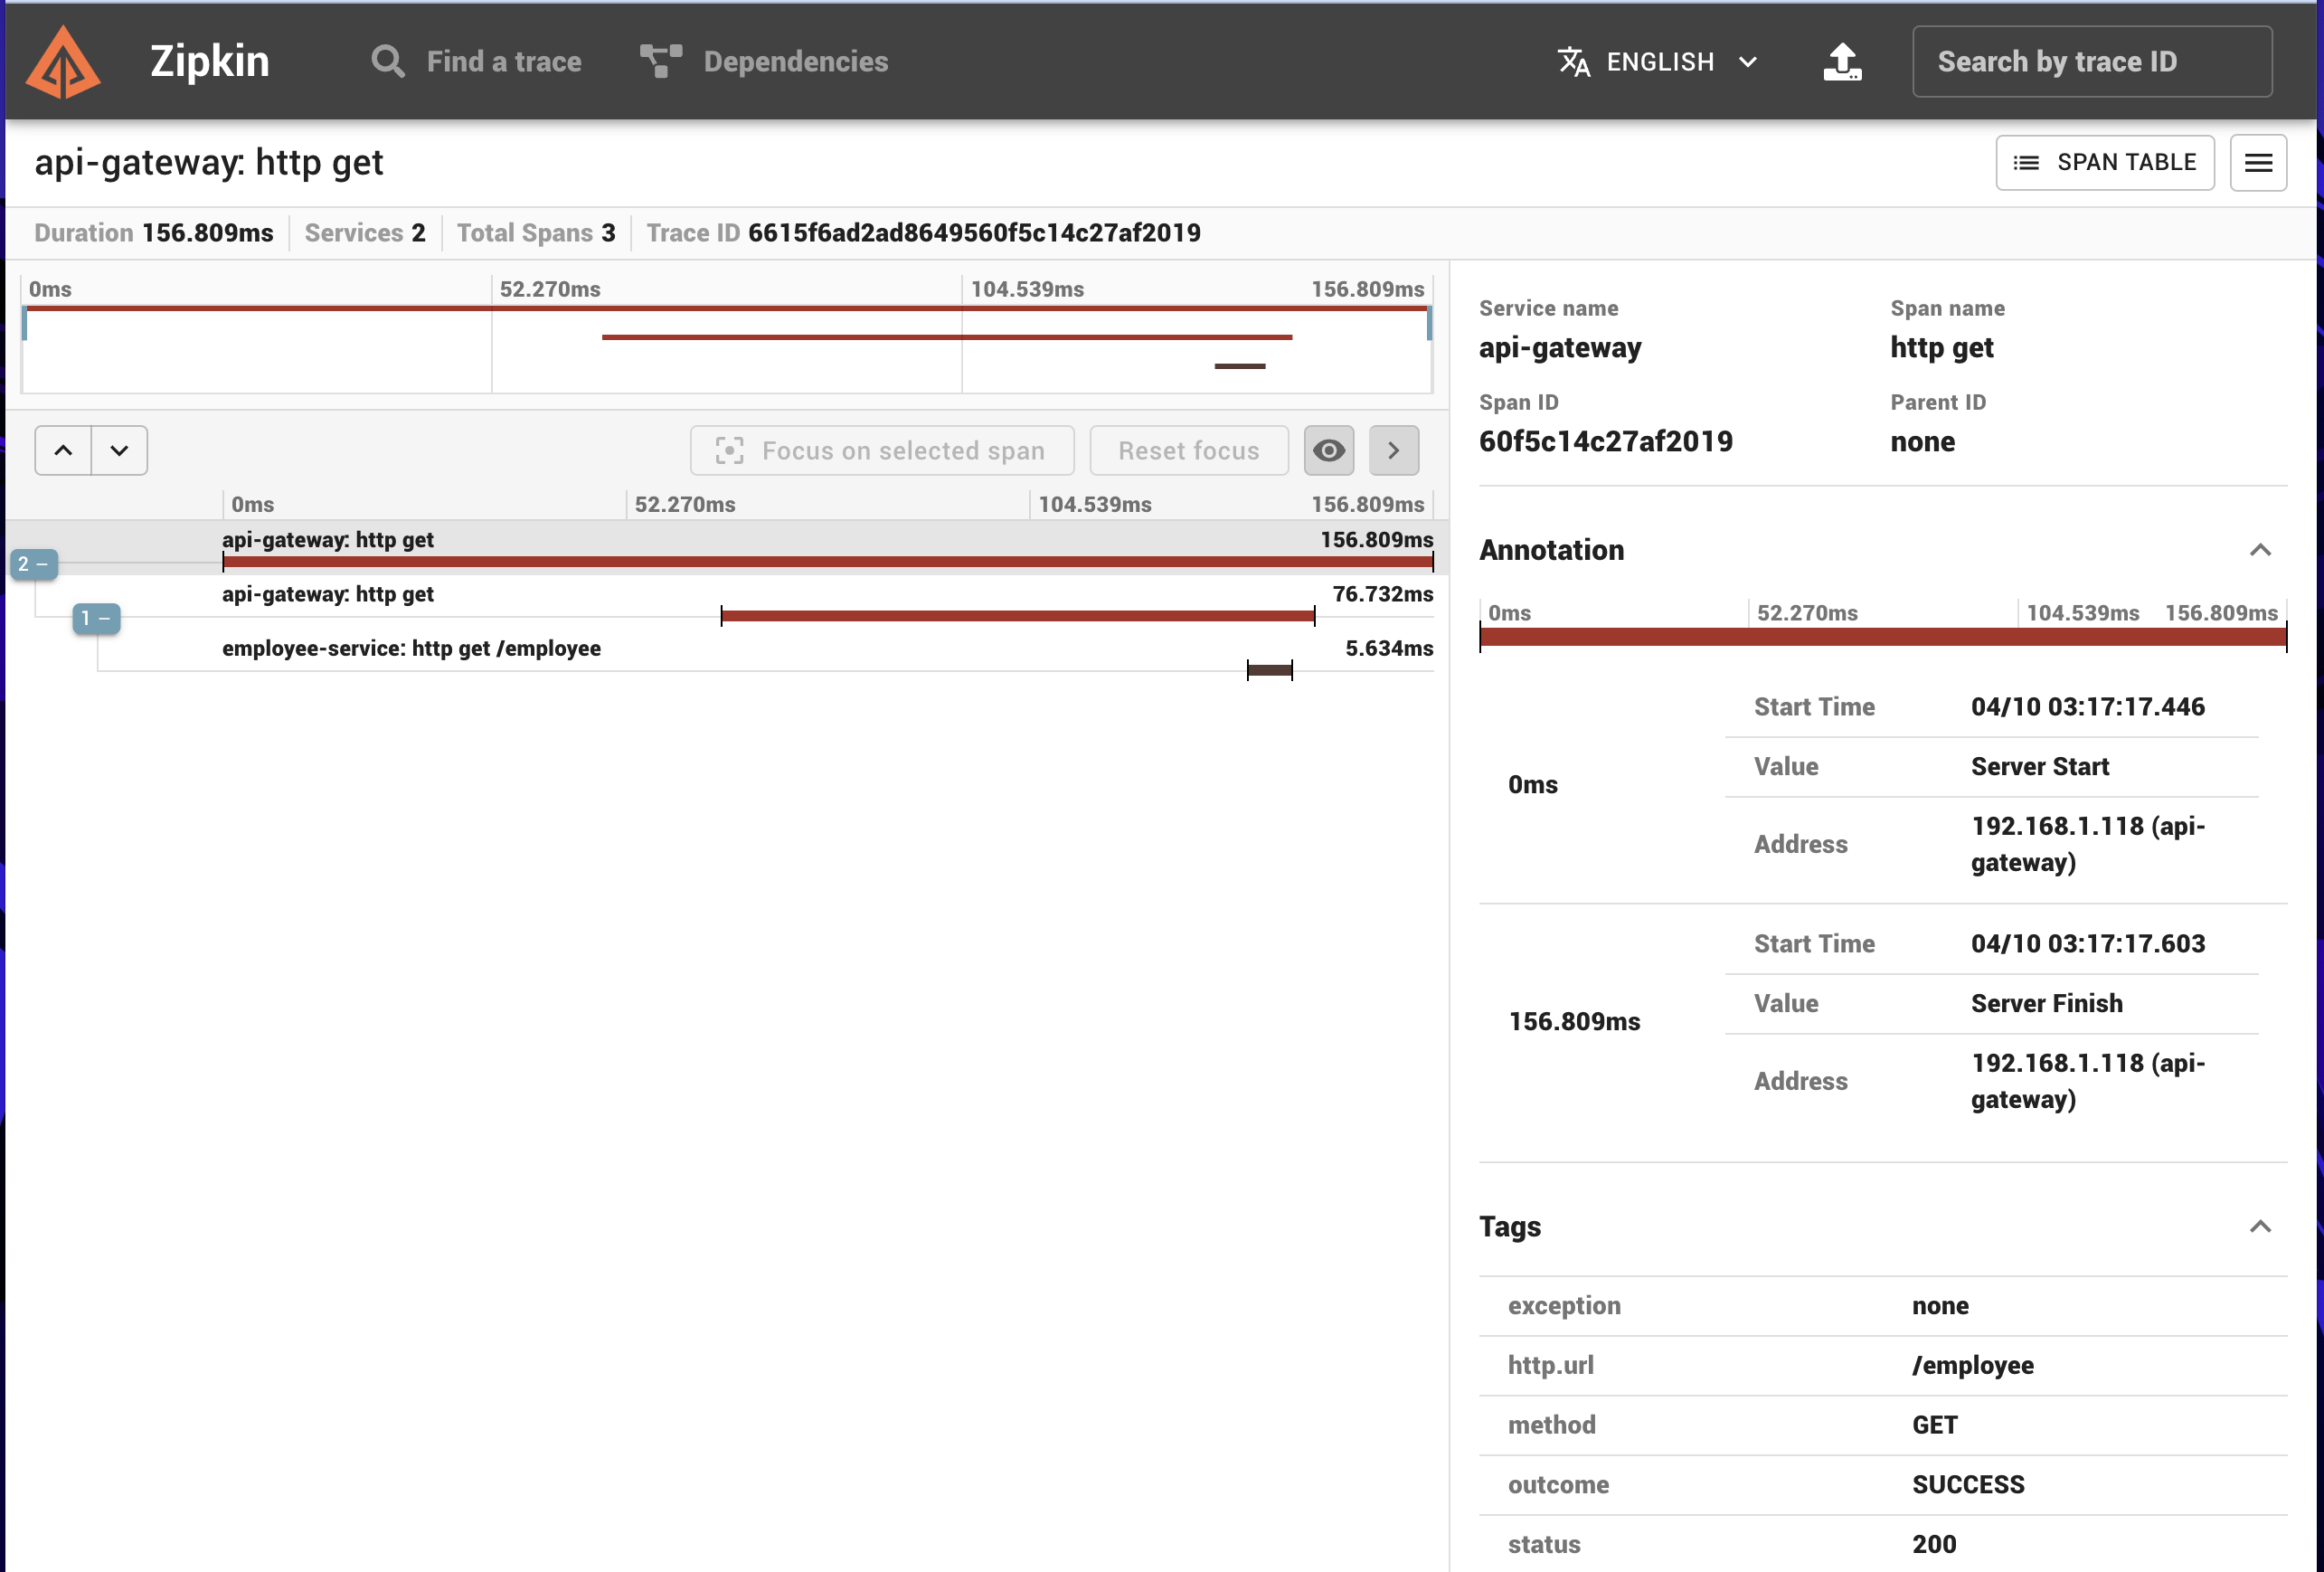 Zipkin
Find a trace
Dependencies
ENGLISH
Search by trace ID
api-gateway: http get
SPAN TABLE
Duration 156.809ms
Services 2
Total Spans 3
Trace ID 6615f6ad2ad8649560f5c14c27af2019
0ms 52.270ms 104.539ms 156.809ms
Focus on selected span
Reset focus
0ms 52.270ms 104.539ms 156.809ms
api-gateway: http get 156.809ms
2 –
api-gateway: http get 76.732ms
1 –
employee-service: http get /employee 5.634ms
Service name
api-gateway
Span name
http get
Span ID
60f5c14c27af2019
Parent ID
none
Annotation
0ms 52.270ms 104.539ms 156.809ms
0ms
Start Time 04/10 03:17:17.446
Value Server Start
Address 192.168.1.118 (api-
gateway)
156.809ms
Start Time 04/10 03:17:17.603
Value Server Finish
Address 192.168.1.118 (api-
gateway)
Tags
exception none
http.url /employee
method GET
outcome SUCCESS
status 200